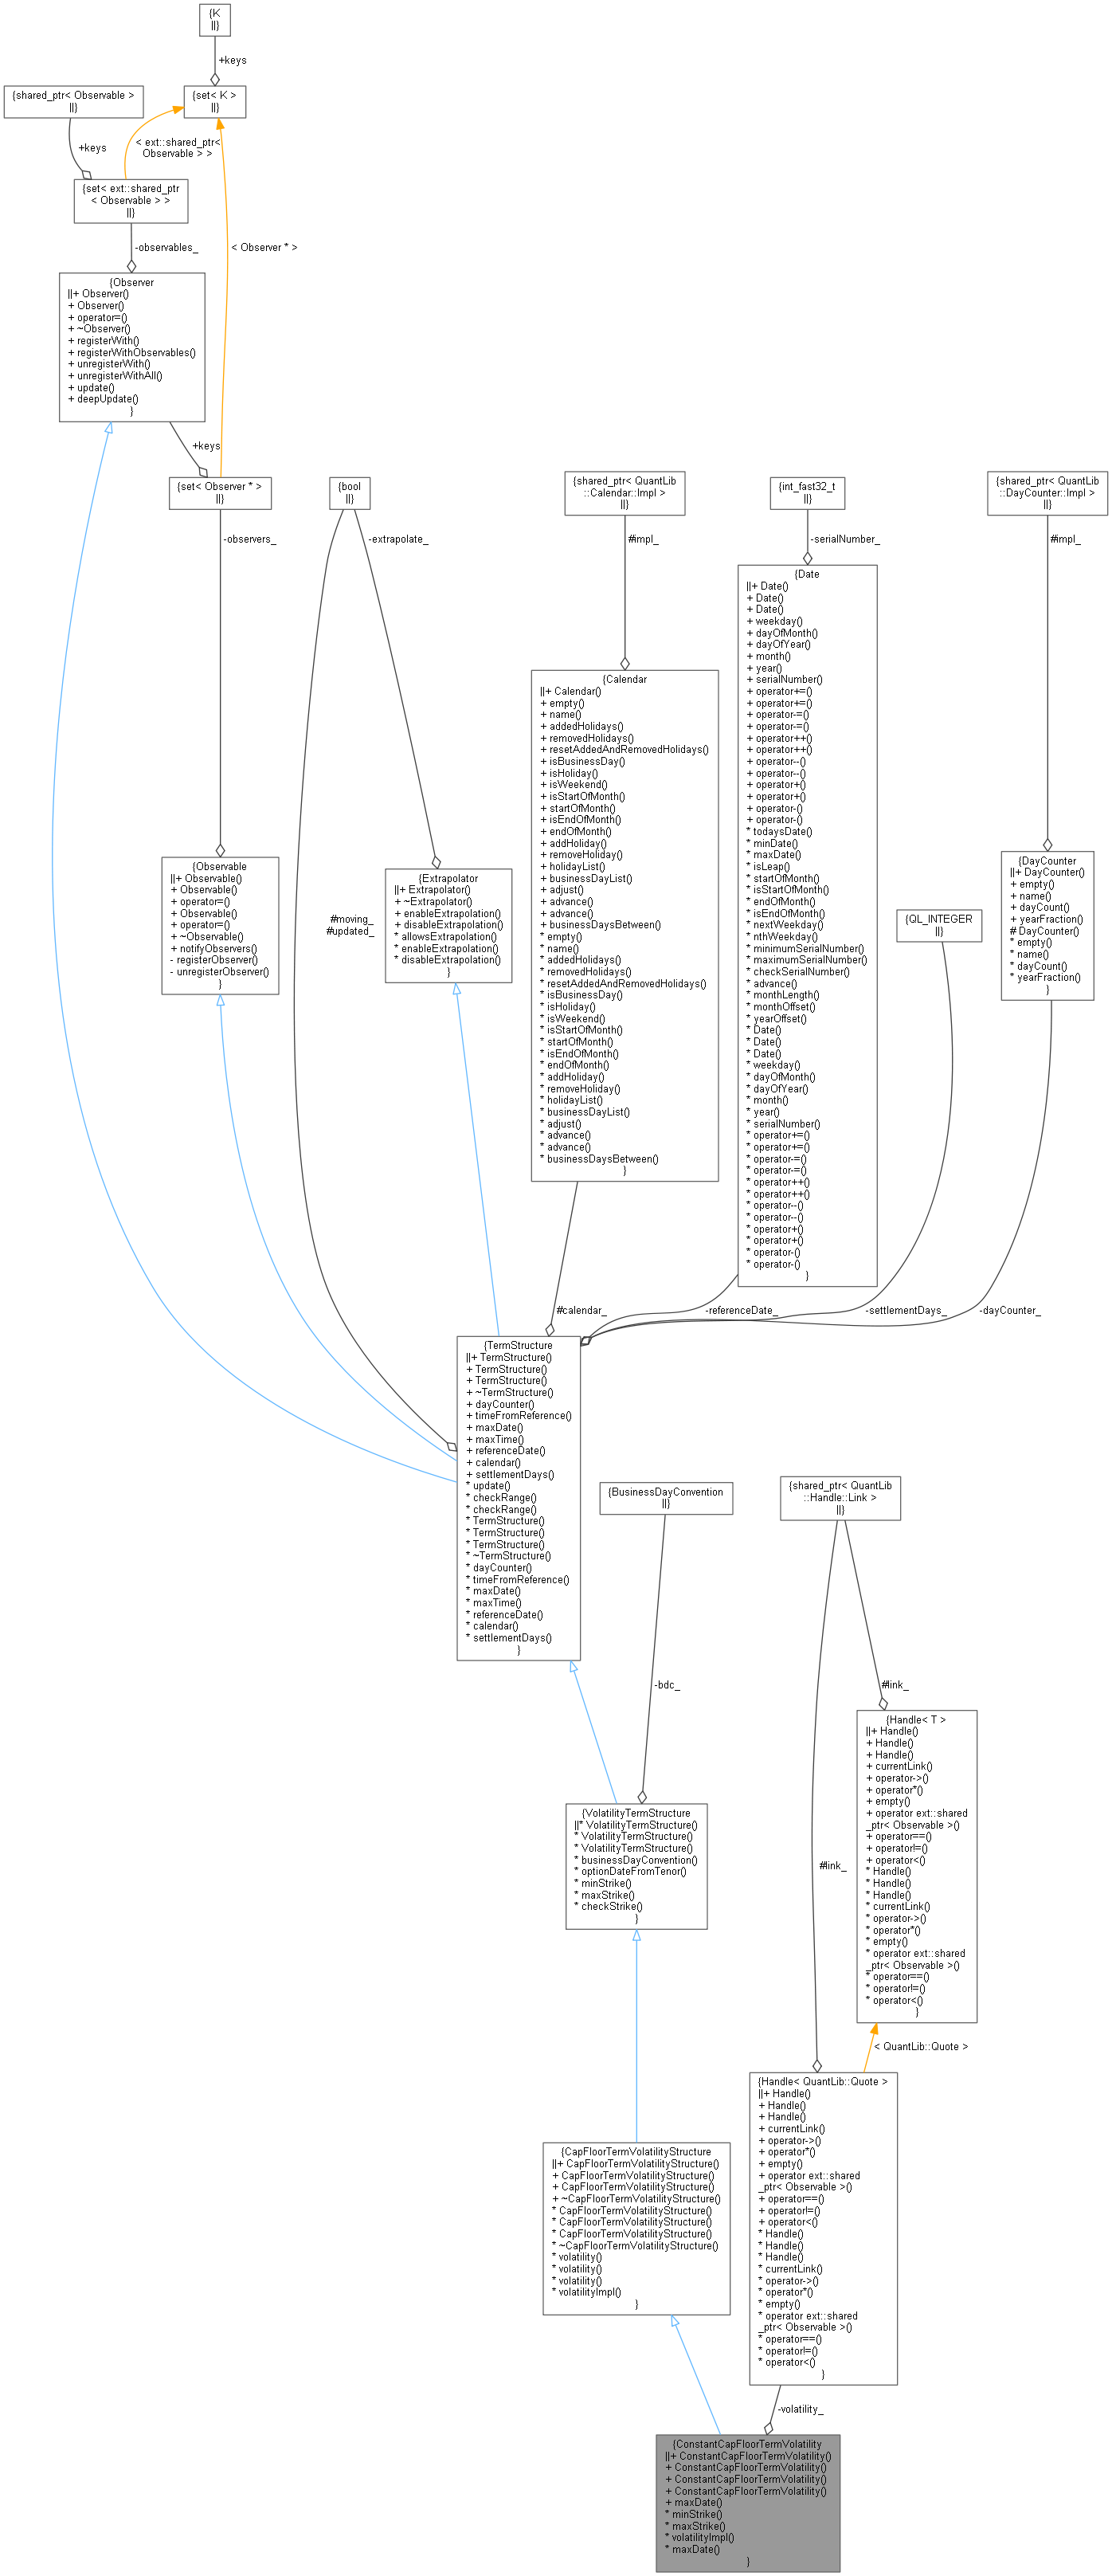 {K
||}
+keys
{shared_ptr< Observable >
||}
{set< K >
||}
+keys
< ext::shared_ptr<
Observable > >
{set< ext::shared_ptr
< Observable > >
||}
-observables_
< Observer * >
{Observer
||+ Observer()
+ Observer()
+ operator=()
+ ~Observer()
+ registerWith()
+ registerWithObservables()
+ unregisterWith()
+ unregisterWithAll()
+ update()
+ deepUpdate()
}
+keys
{set< Observer * >
||}
{bool
||}
{shared_ptr< QuantLib
::Calendar::Impl >
||}
{int_fast32_t
||}
{shared_ptr< QuantLib
::DayCounter::Impl >
||}
-observers_
-extrapolate_
#impl_
-serialNumber_
#impl_
{Date
||+ Date()
+ Date()
+ Date()
+ weekday()
+ dayOfMonth()
+ dayOfYear()
+ month()
+ year()
+ serialNumber()
+ operator+=()
+ operator+=()
+ operator-=()
+ operator-=()
+ operator++()
+ operator++()
+ operator--()
+ operator--()
+ operator+()
+ operator+()
+ operator-()
+ operator-()
* todaysDate()
* minDate()
* maxDate()
* isLeap()
* startOfMonth()
* isStartOfMonth()
* endOfMonth()
* isEndOfMonth()
* nextWeekday()
* nthWeekday()
* minimumSerialNumber()
* maximumSerialNumber()
* checkSerialNumber()
* advance()
* monthLength()
* monthOffset()
* yearOffset()
* Date()
* Date()
* Date()
* weekday()
* dayOfMonth()
* dayOfYear()
* month()
* year()
* serialNumber()
* operator+=()
* operator+=()
* operator-=()
* operator-=()
* operator++()
* operator++()
* operator--()
* operator--()
* operator+()
* operator+()
* operator-()
* operator-()
}
{Calendar
||+ Calendar()
+ empty()
+ name()
+ addedHolidays()
+ removedHolidays()
+ resetAddedAndRemovedHolidays()
+ isBusinessDay()
+ isHoliday()
+ isWeekend()
+ isStartOfMonth()
+ startOfMonth()
+ isEndOfMonth()
+ endOfMonth()
+ addHoliday()
+ removeHoliday()
+ holidayList()
+ businessDayList()
+ adjust()
+ advance()
+ advance()
+ businessDaysBetween()
* empty()
* name()
* addedHolidays()
* removedHolidays()
* resetAddedAndRemovedHolidays()
* isBusinessDay()
* isHoliday()
* isWeekend()
* isStartOfMonth()
* startOfMonth()
* isEndOfMonth()
* endOfMonth()
* addHoliday()
* removeHoliday()
* holidayList()
* businessDayList()
* adjust()
* advance()
* advance()
* businessDaysBetween()
}
{Observable
||+ Observable()
+ Observable()
+ operator=()
+ Observable()
+ operator=()
+ ~Observable()
+ notifyObservers()
- registerObserver()
- unregisterObserver()
}
#moving_
#updated_
{Extrapolator
||+ Extrapolator()
+ ~Extrapolator()
+ enableExtrapolation()
+ disableExtrapolation()
* allowsExtrapolation()
* enableExtrapolation()
* disableExtrapolation()
}
{QL_INTEGER
||}
{DayCounter
||+ DayCounter()
+ empty()
+ name()
+ dayCount()
+ yearFraction()
# DayCounter()
* empty()
* name()
* dayCount()
* yearFraction()
}
#calendar_
-referenceDate_
-settlementDays_
-dayCounter_
{TermStructure
||+ TermStructure()
+ TermStructure()
+ TermStructure()
+ ~TermStructure()
+ dayCounter()
+ timeFromReference()
+ maxDate()
+ maxTime()
+ referenceDate()
+ calendar()
+ settlementDays()
* update()
* checkRange()
* checkRange()
* TermStructure()
* TermStructure()
* TermStructure()
* ~TermStructure()
* dayCounter()
* timeFromReference()
* maxDate()
* maxTime()
* referenceDate()
* calendar()
* settlementDays()
}
{BusinessDayConvention
||}
{shared_ptr< QuantLib
::Handle::Link >
||}
-bdc_
#link_
{Handle< T >
||+ Handle()
+ Handle()
+ Handle()
+ currentLink()
+ operator->()
+ operator*()
+ empty()
+ operator ext::shared
_ptr< Observable >()
+ operator==()
+ operator!=()
+ operator<()
* Handle()
* Handle()
* Handle()
* currentLink()
* operator->()
* operator*()
* empty()
* operator ext::shared
_ptr< Observable >()
* operator==()
* operator!=()
* operator<()
}
{VolatilityTermStructure
||* VolatilityTermStructure()
* VolatilityTermStructure()
* VolatilityTermStructure()
* businessDayConvention()
* optionDateFromTenor()
* minStrike()
* maxStrike()
* checkStrike()
}
#link_
< QuantLib::Quote >
{Handle< QuantLib::Quote >
||+ Handle()
+ Handle()
+ Handle()
+ currentLink()
+ operator->()
+ operator*()
+ empty()
+ operator ext::shared
_ptr< Observable >()
+ operator==()
+ operator!=()
+ operator<()
* Handle()
* Handle()
* Handle()
* currentLink()
* operator->()
* operator*()
* empty()
* operator ext::shared
_ptr< Observable >()
* operator==()
* operator!=()
* operator<()
}
{CapFloorTermVolatilityStructure
||+ CapFloorTermVolatilityStructure()
+ CapFloorTermVolatilityStructure()
+ CapFloorTermVolatilityStructure()
+ ~CapFloorTermVolatilityStructure()
* CapFloorTermVolatilityStructure()
* CapFloorTermVolatilityStructure()
* CapFloorTermVolatilityStructure()
* ~CapFloorTermVolatilityStructure()
* volatility()
* volatility()
* volatility()
* volatilityImpl()
}
-volatility_
{ConstantCapFloorTermVolatility
||+ ConstantCapFloorTermVolatility()
+ ConstantCapFloorTermVolatility()
+ ConstantCapFloorTermVolatility()
+ ConstantCapFloorTermVolatility()
+ maxDate()
* minStrike()
* maxStrike()
* volatilityImpl()
* maxDate()
}